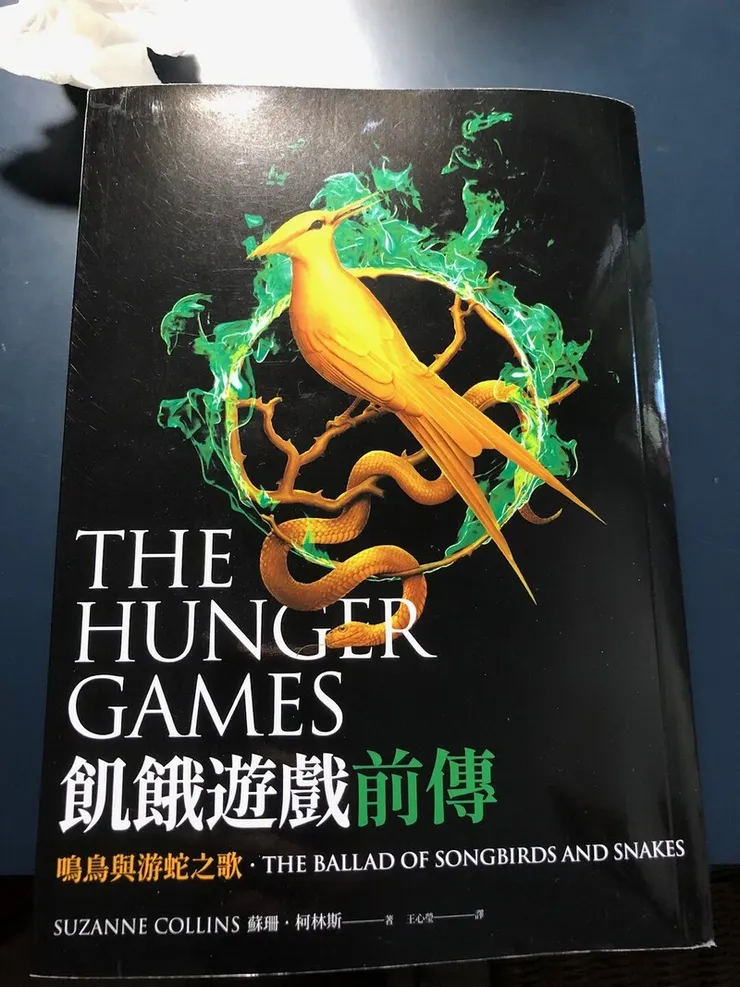 THE
HUNGER
GAMES
飢餓遊戲前傳
鳴鳥與游蛇之歌・THE BALLAD OF SONGBIRDS AND SNAKES
SUZANNE COLLINS 蘇珊・柯林斯——著 王心瑩——譯